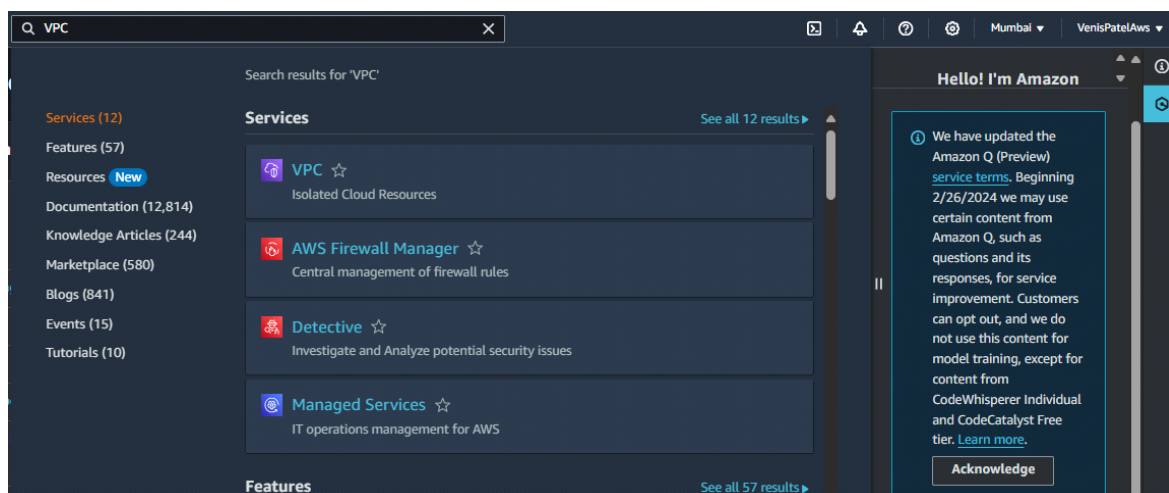 VPC
Mumbai
VenisPatelAws
Search results for 'VPC'
Services (12)
Features (57)
Resources New
Documentation (12,814)
Knowledge Articles (244)
Marketplace (580)
Blogs (841)
Events (15)
Tutorials (10)
Services
See all 12 results
VPC
Isolated Cloud Resources
AWS Firewall Manager
Central management of firewall rules
Detective
Investigate and Analyze potential security issues
Managed Services
IT operations management for AWS
Features
See all 57 results
Hello! I'm Amazon
We have updated the
Amazon Q (Preview)
service terms. Beginning
2/26/2024 we may use
certain content from
Amazon Q, such as
questions and its
responses, for service
improvement. Customers
can opt out, and we do
not use this content for
model training, except for
content from
CodeWhisperer Individual
and CodeCatalyst Free
tier. Learn more.
Acknowledge